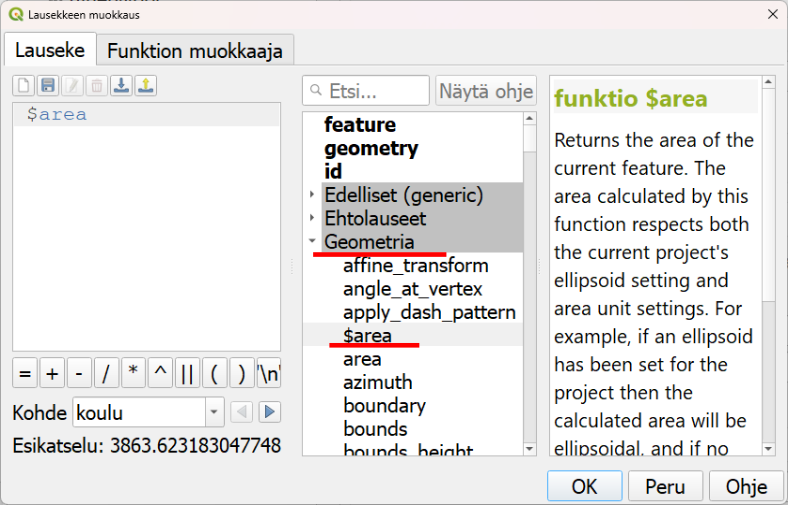 Lausekkeen muokkaus
Lauseke
Funktion muokkaaja
$area
= + - / * ^ || ( ) '\n'
Kohde koulu
Esikatselu: 3863.623183047748
Etsi...
Näytä ohje
feature
geometry
id
Edelliset (generic)
Ehtolauseet
Geometria
affine_transform
angle_at_vertex
apply_dash_pattern
$area
area
azimuth
boundary
bounds
bounds_height
funktio $area
Returns the area of the
current feature. The
area calculated by this
function respects both
the current project's
ellipsoid setting and
area unit settings. For
example, if an ellipsoid
has been set for the
project then the
calculated area will be
ellipsoidal, and if no
OK
Peru
Ohje